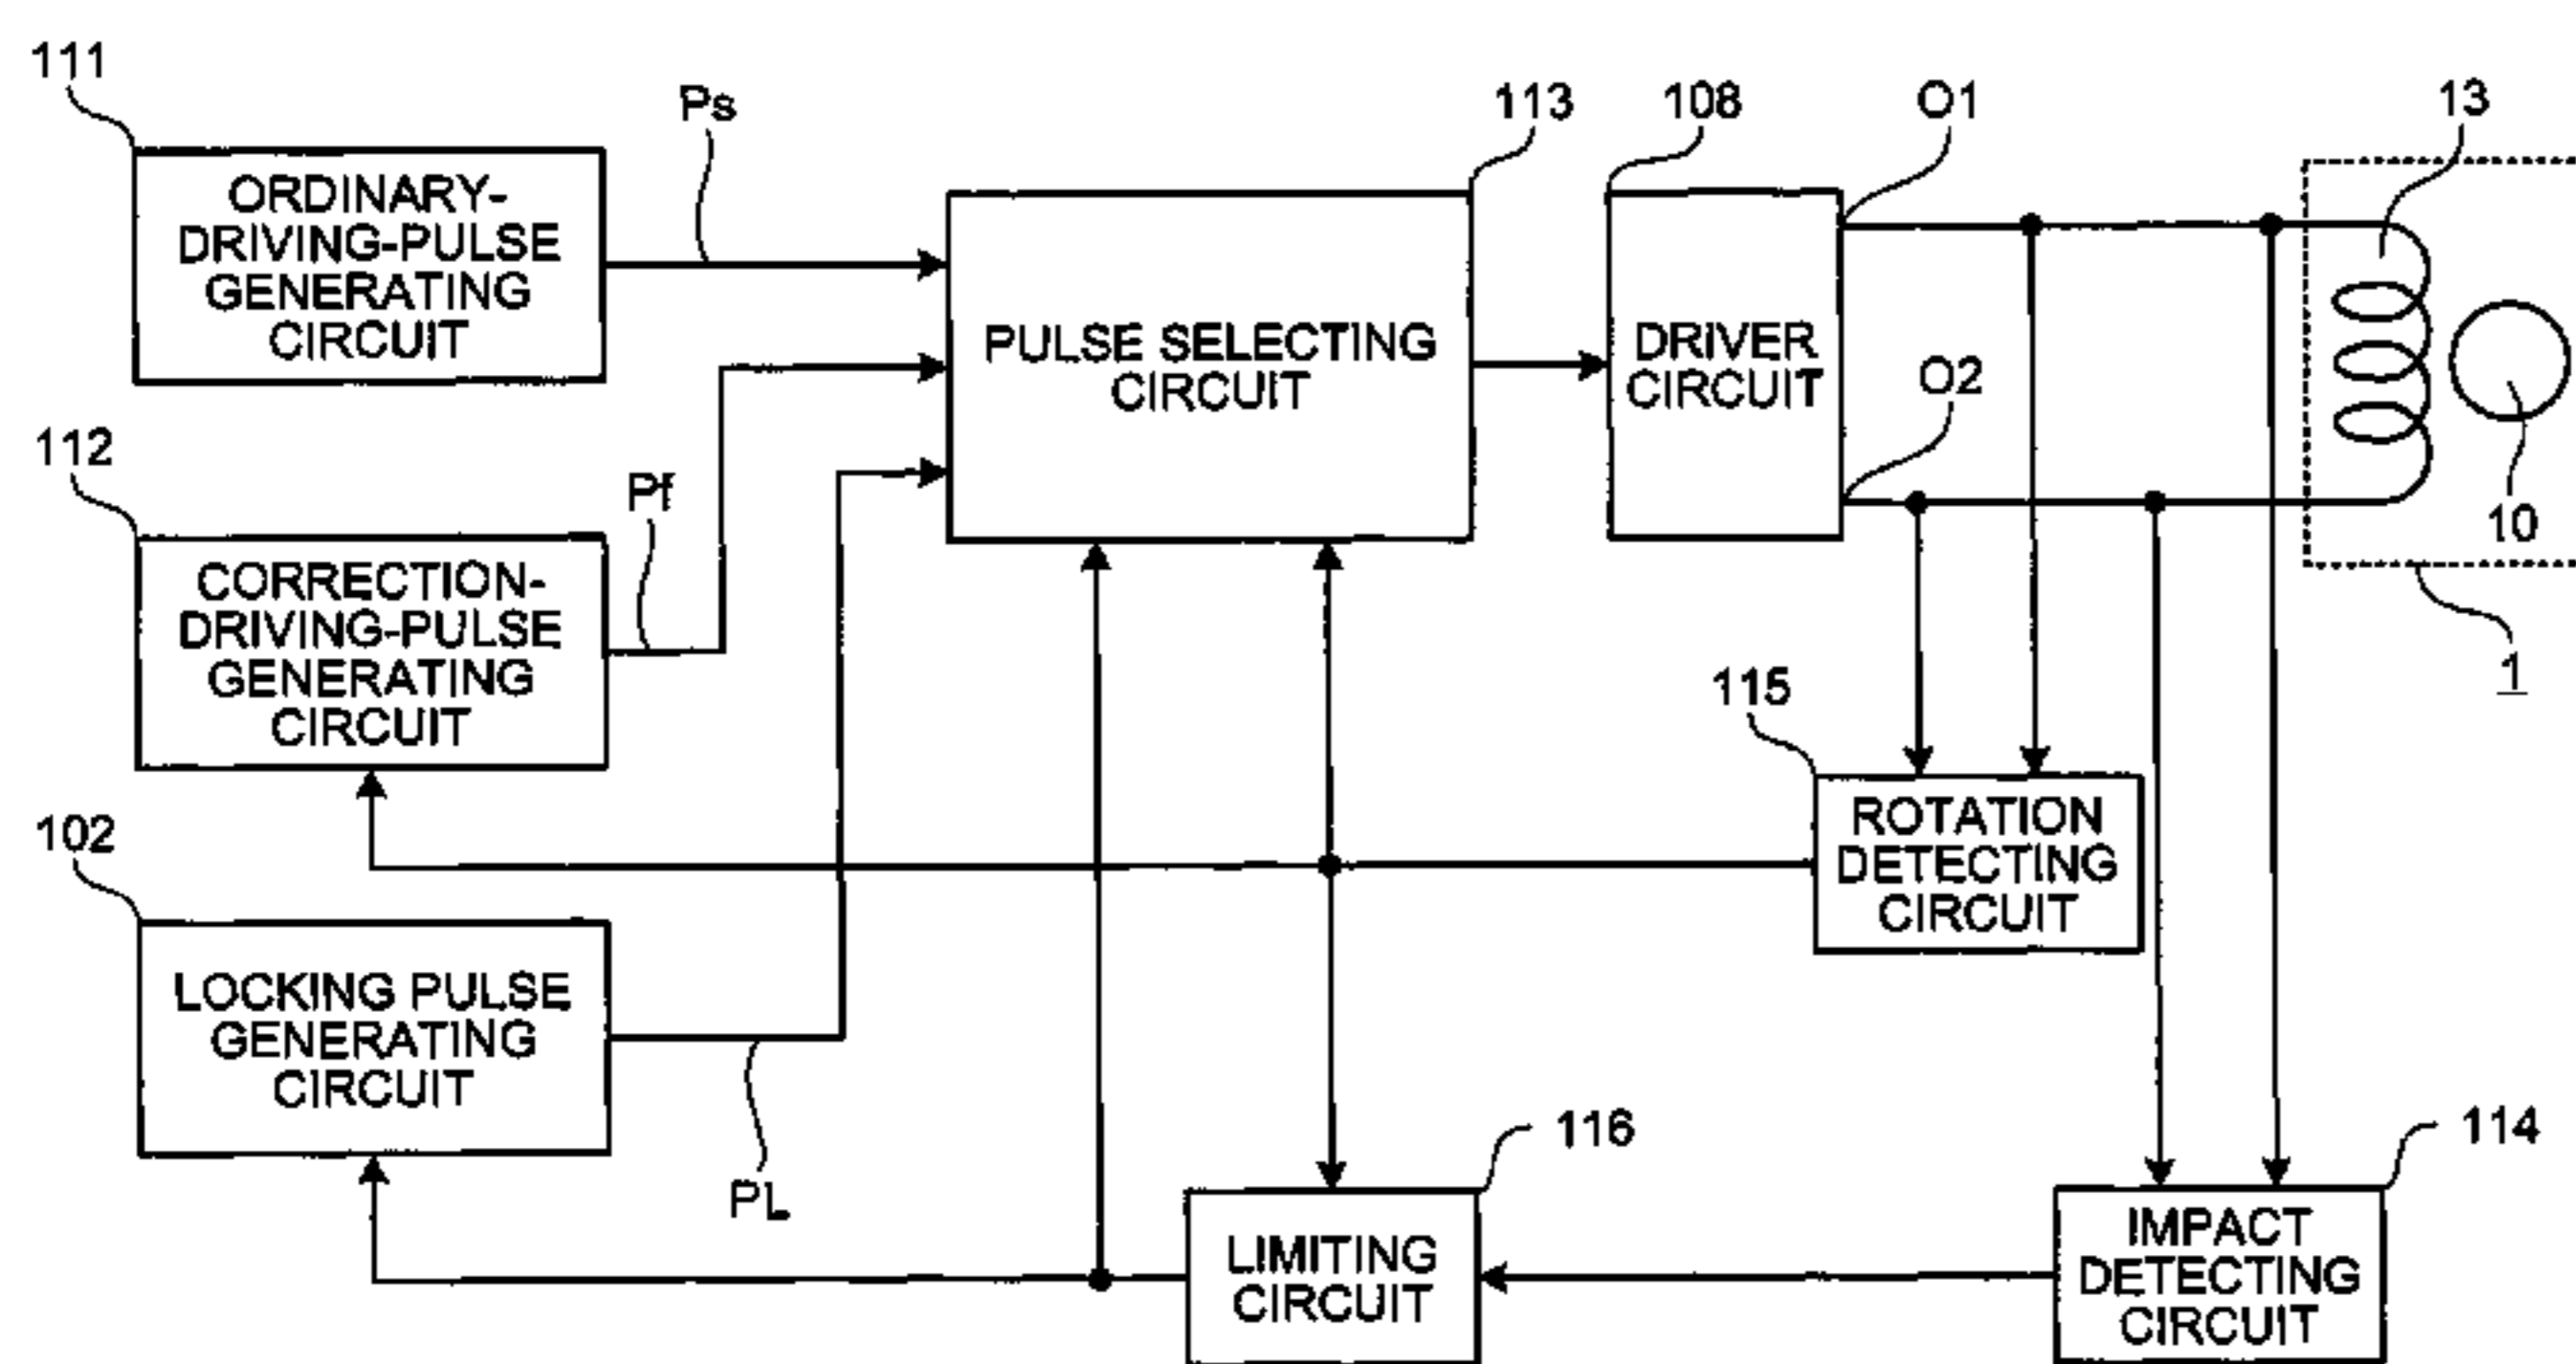 111
Ps
113
108
O1
13
ORDINARY-
DRIVING-PULSE
GENERATING
CIRCUIT
PULSE SELECTING
CIRCUIT
DRIVER
CIRCUIT
O2
10
1
112
Pf
CORRECTION-
DRIVING-PULSE
GENERATING
CIRCUIT
115
ROTATION
DETECTING
CIRCUIT
102
LOCKING PULSE
GENERATING
CIRCUIT
PL
116
114
LIMITING
CIRCUIT
IMPACT
DETECTING
CIRCUIT